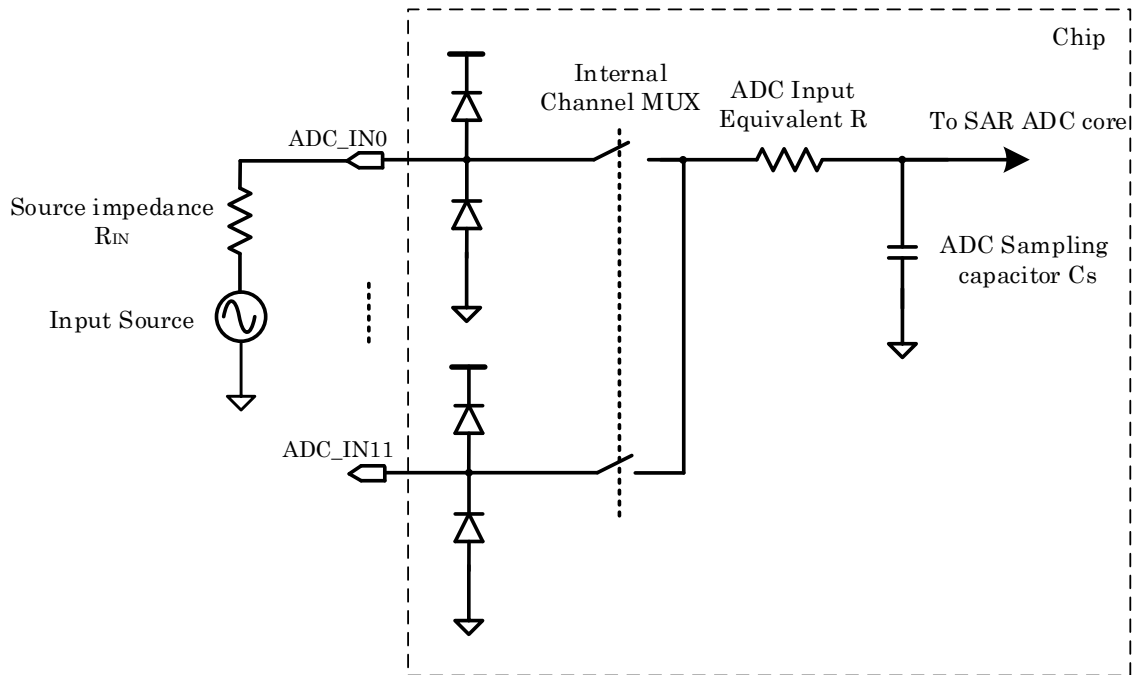 Chip
Internal
Channel MUX
ADC Input
Equivalent R
To SAR ADC core
ADC_IN0
Source impedance
RIN
ADC Sampling
capacitor Cs
Input Source
ADC_IN11